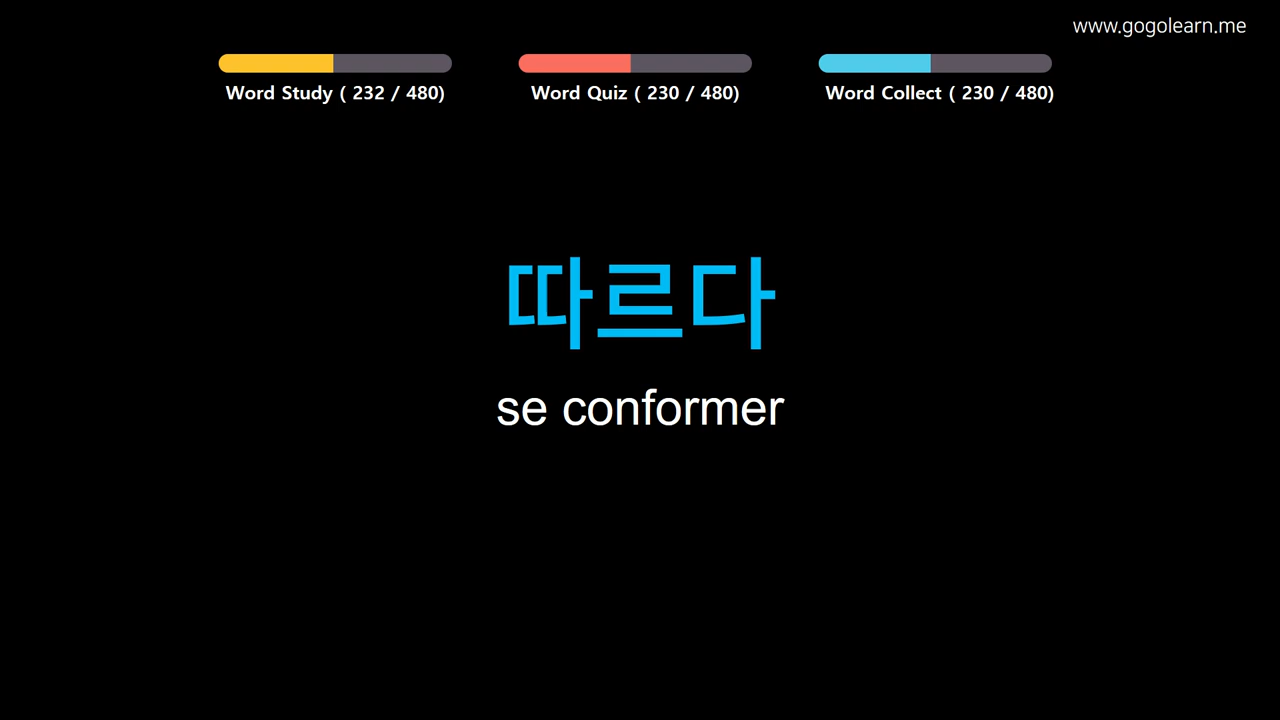 www.gogolearn.me
Word Study ( 232 / 480)
Word Quiz ( 230 / 480)
Word Collect ( 230 / 480)
따르다
se conformer